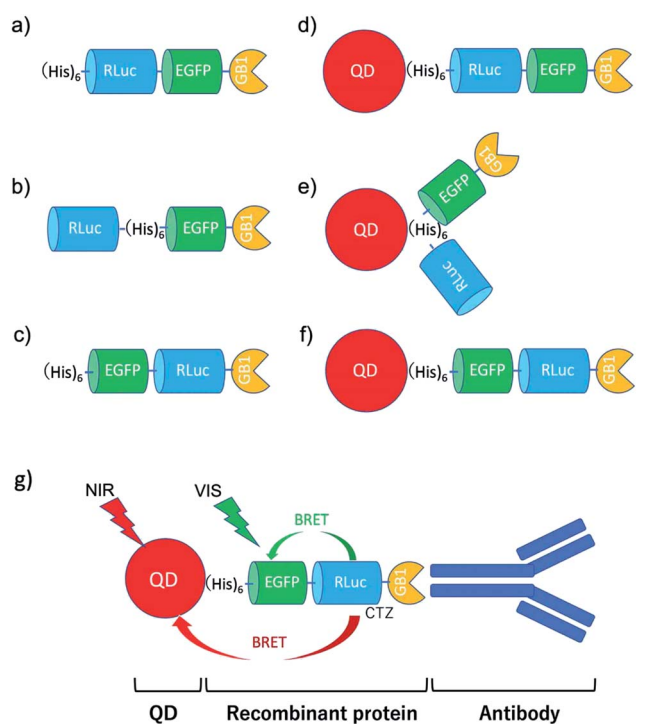 a)
(His)6 RLuc EGFP GB1
d)
QD (His)6 RLuc EGFP GB1
b)
RLuc (His)6 EGFP GB1
e)
QD (His)6 EGFP GB1
RLuc
c)
(His)6 EGFP RLuc GB1
f)
QD (His)6 EGFP RLuc GB1
g)
NIR VIS
BRET
QD (His)6 EGFP RLuc GB1
CTZ
BRET
QD Recombinant protein Antibody